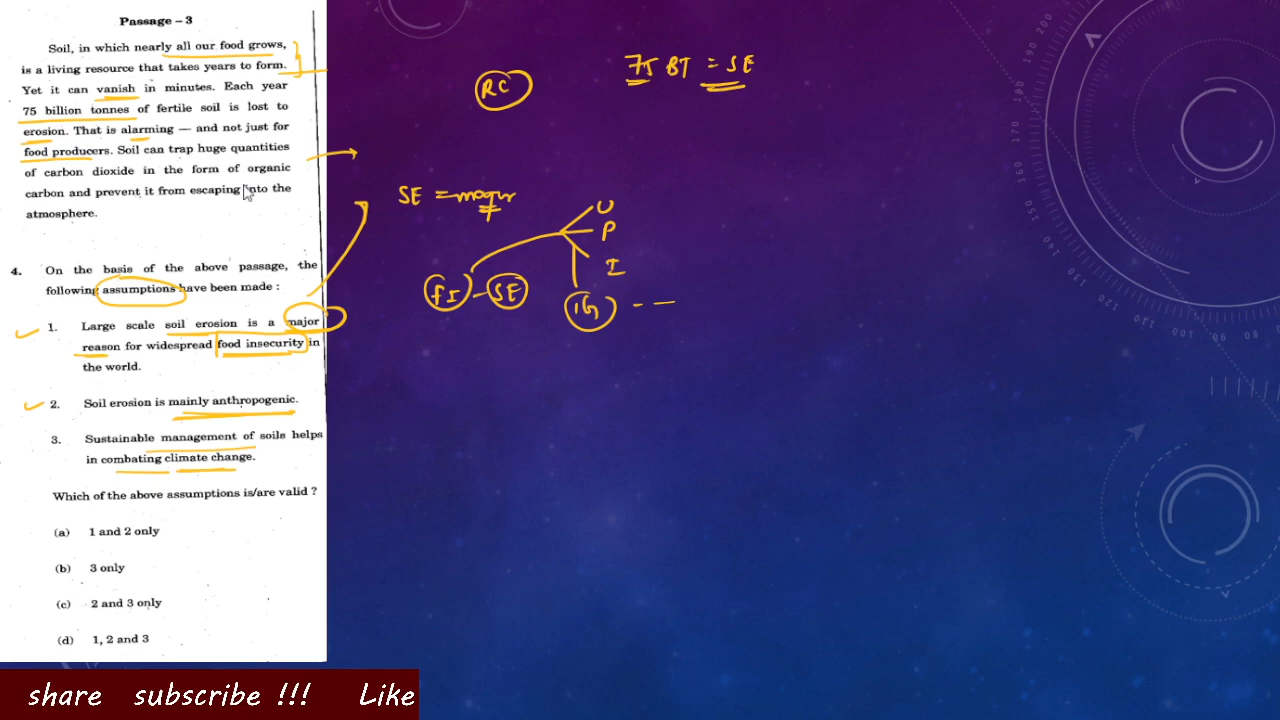 Passage – 3
Soil, in which nearly all our food grows,
is a living resource that takes years to form.
Yet it can vanish in minutes. Each year
75 billion tonnes of fertile soil is lost to
erosion. That is alarming — and not just for
food producers. Soil can trap huge quantities
of carbon dioxide in the form of organic
carbon and prevent it from escaping into the
atmosphere.
4. On the basis of the above passage, the
following assumptions have been made :
1. Large scale soil erosion is a major
reason for widespread food insecurity in
the world.
2. Soil erosion is mainly anthropogenic.
3. Sustainable management of soils helps
in combating climate change.
Which of the above assumptions is/are valid ?
(a) 1 and 2 only
(b) 3 only
(c) 2 and 3 only
(d) 1, 2 and 3
RC
75 BT = SE
SE = major
U
P
I
FI - SE
share subscribe !!! Like
140 150 160 170 180 190 200